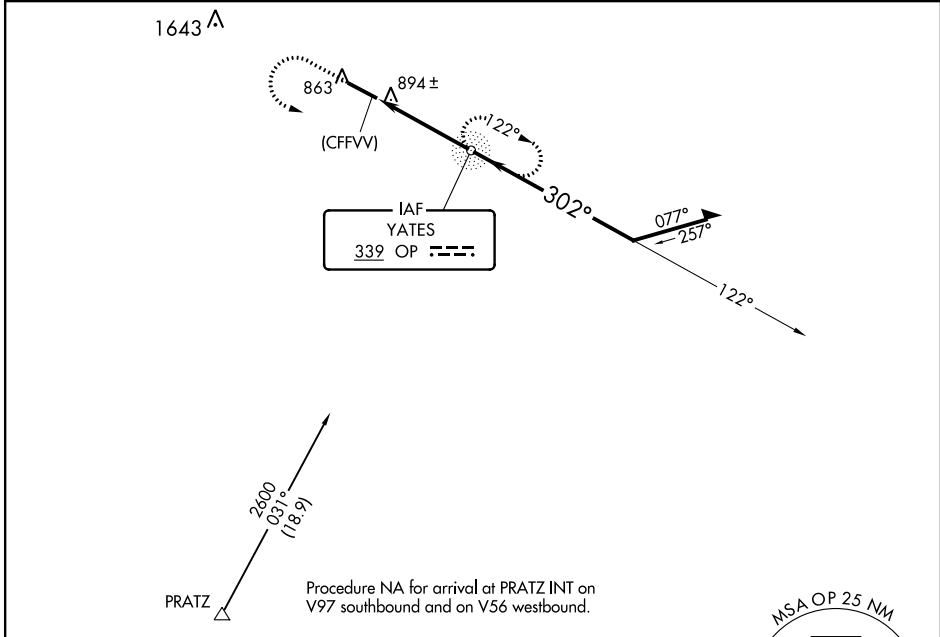 1643
863
894 ±
(CFFVV)
122°
302°
IAF
YATES
339 OP
077°
257°
122°
2600
031°
(18.9)
PRATZ
Procedure NA for arrival at PRATZ INT on
V97 southbound and on V56 westbound.
MSA OP 25 NM